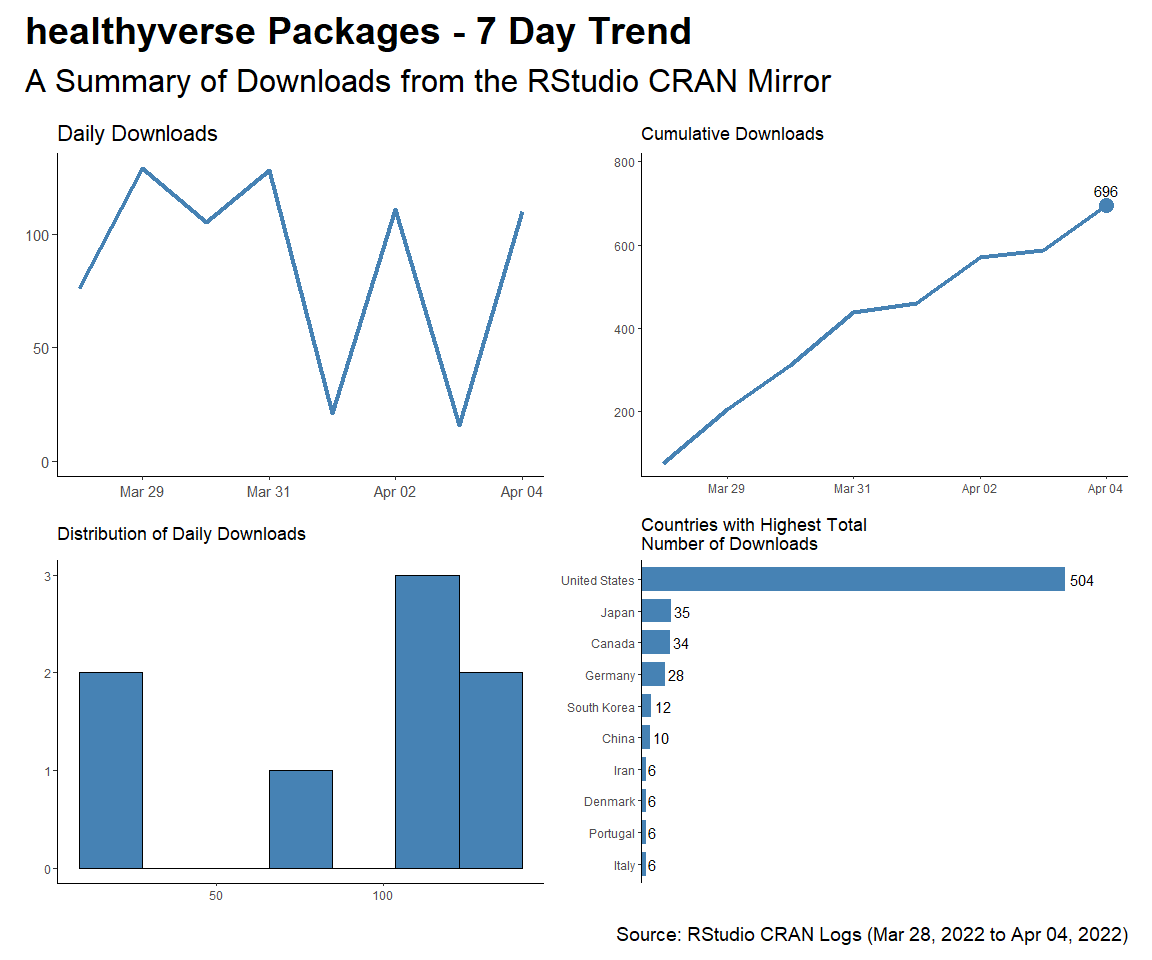 healthyverse Packages - 7 Day Trend
A Summary of Downloads from the RStudio CRAN Mirror
Daily Downloads
100
50
0
Mar 29 Mar 31 Apr 02 Apr 04
Cumulative Downloads
800
600
400
200
696
Mar 29 Mar 31 Apr 02 Apr 04
Distribution of Daily Downloads
3
2
1
0
50 100
Countries with Highest Total
Number of Downloads
United States 504
Japan 35
Canada 34
Germany 28
South Korea 12
China 10
Iran 6
Denmark 6
Portugal 6
Italy 6
Source: RStudio CRAN Logs (Mar 28, 2022 to Apr 04, 2022)